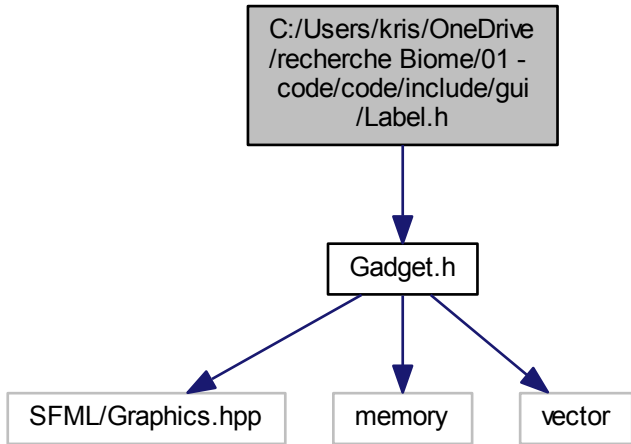 C:/Users/kris/OneDrive
/recherche Biome/01 -
code/code/include/gui
/Label.h
Gadget.h
SFML/Graphics.hpp
memory
vector